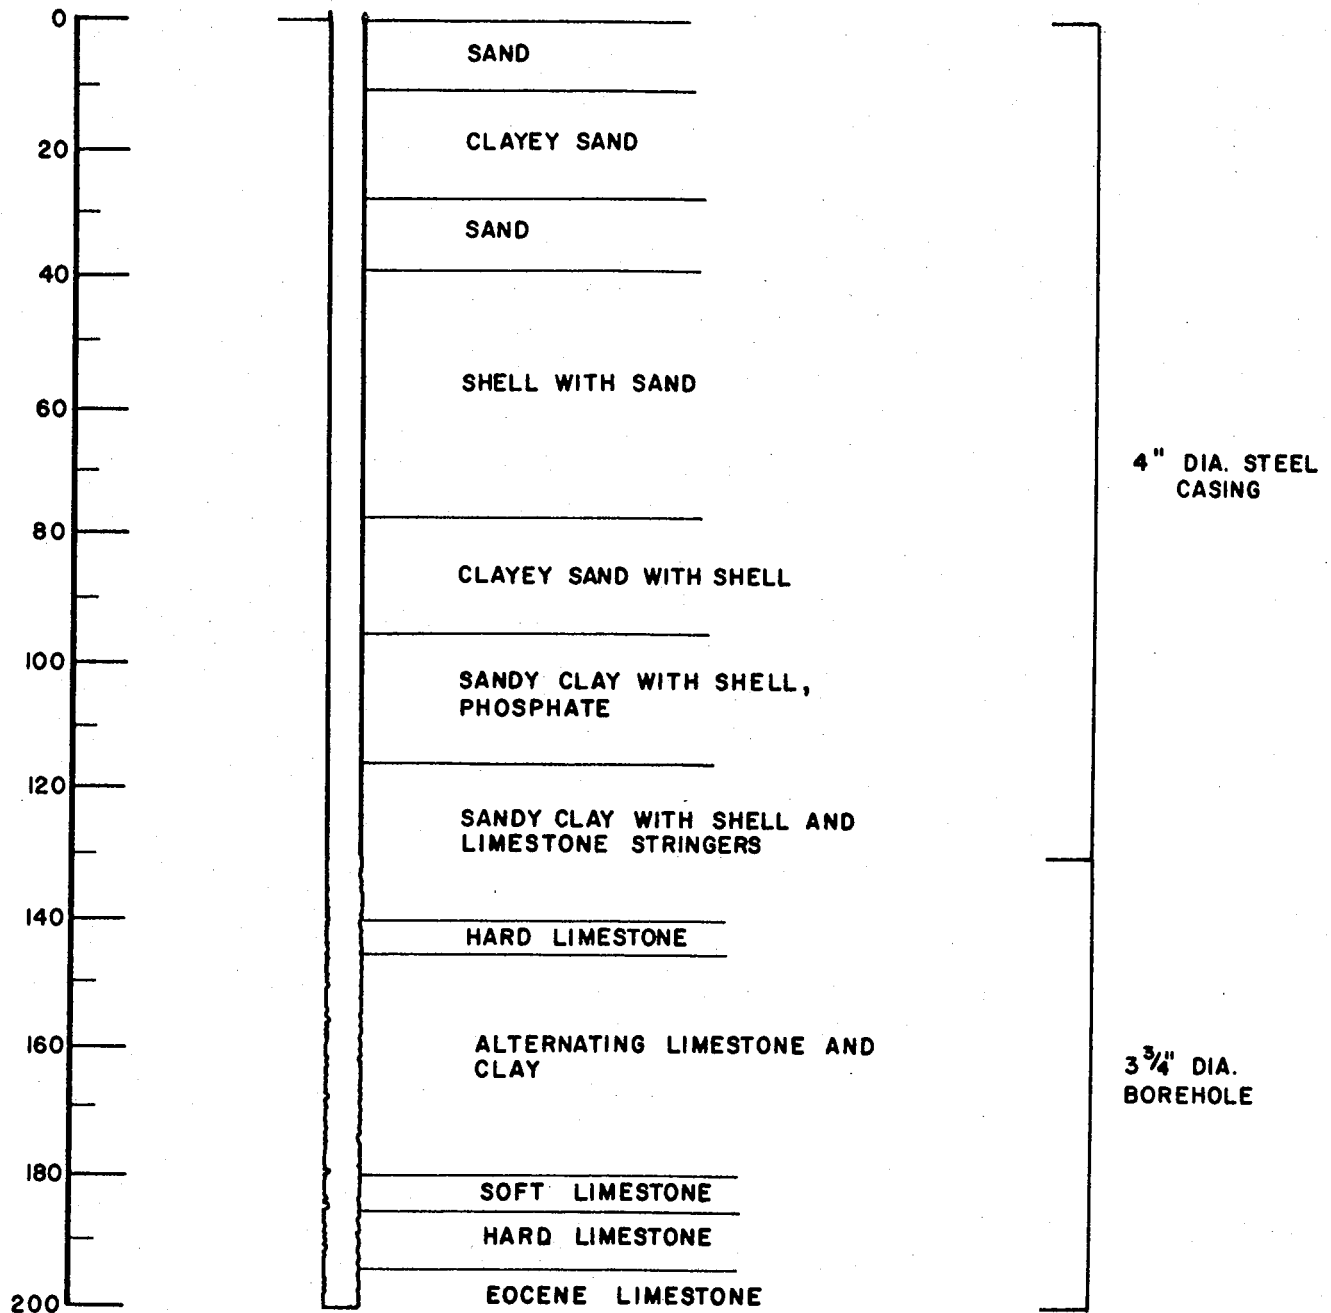 0
SAND
CLAYEY SAND
20
SAND
40
SHELL WITH SAND
60
4" DIA. STEEL
CASING
80
CLAYEY SAND WITH SHELL
100
SANDY CLAY WITH SHELL,
PHOSPHATE
120
SANDY CLAY WITH SHELL AND
LIMESTONE STRINGERS
140
HARD LIMESTONE
160
ALTERNATING LIMESTONE AND
CLAY
3 3/4" DIA.
BOREHOLE
180
SOFT LIMESTONE
HARD LIMESTONE
200
EOCENE LIMESTONE